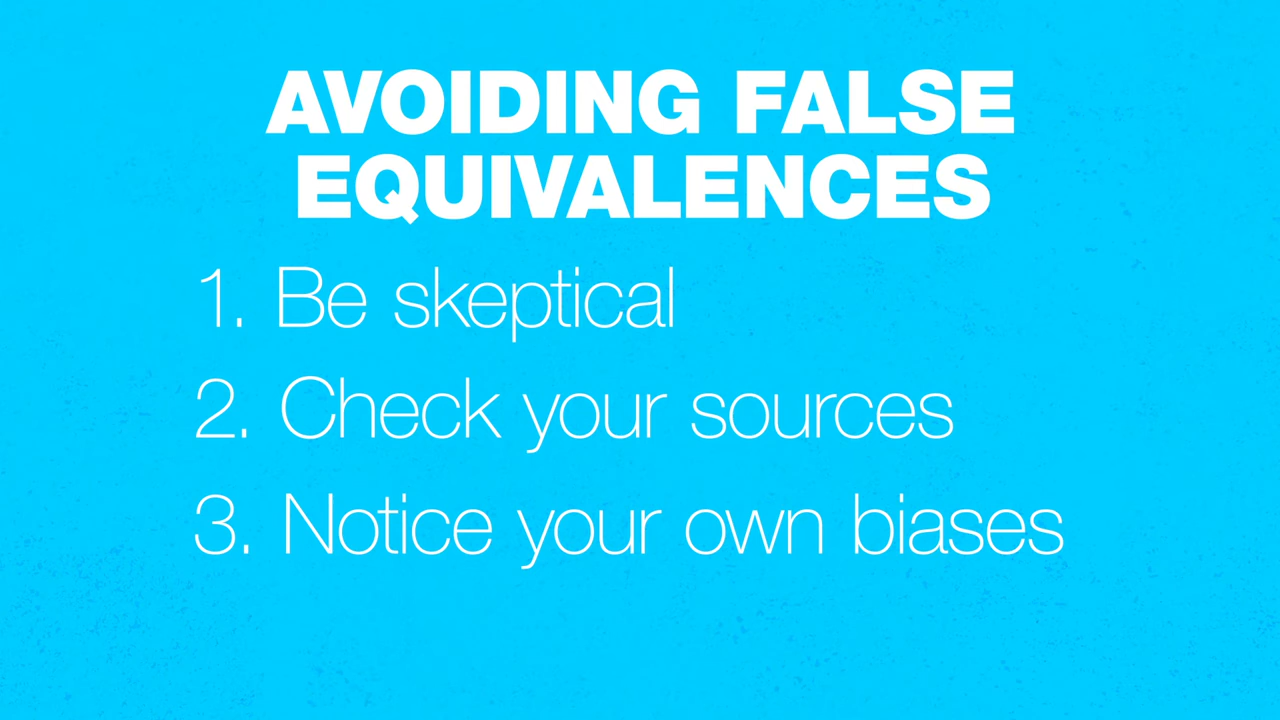 AVOIDING FALSE
EQUIVALENCES
1. Be skeptical
2. Check your sources
3. Notice your own biases